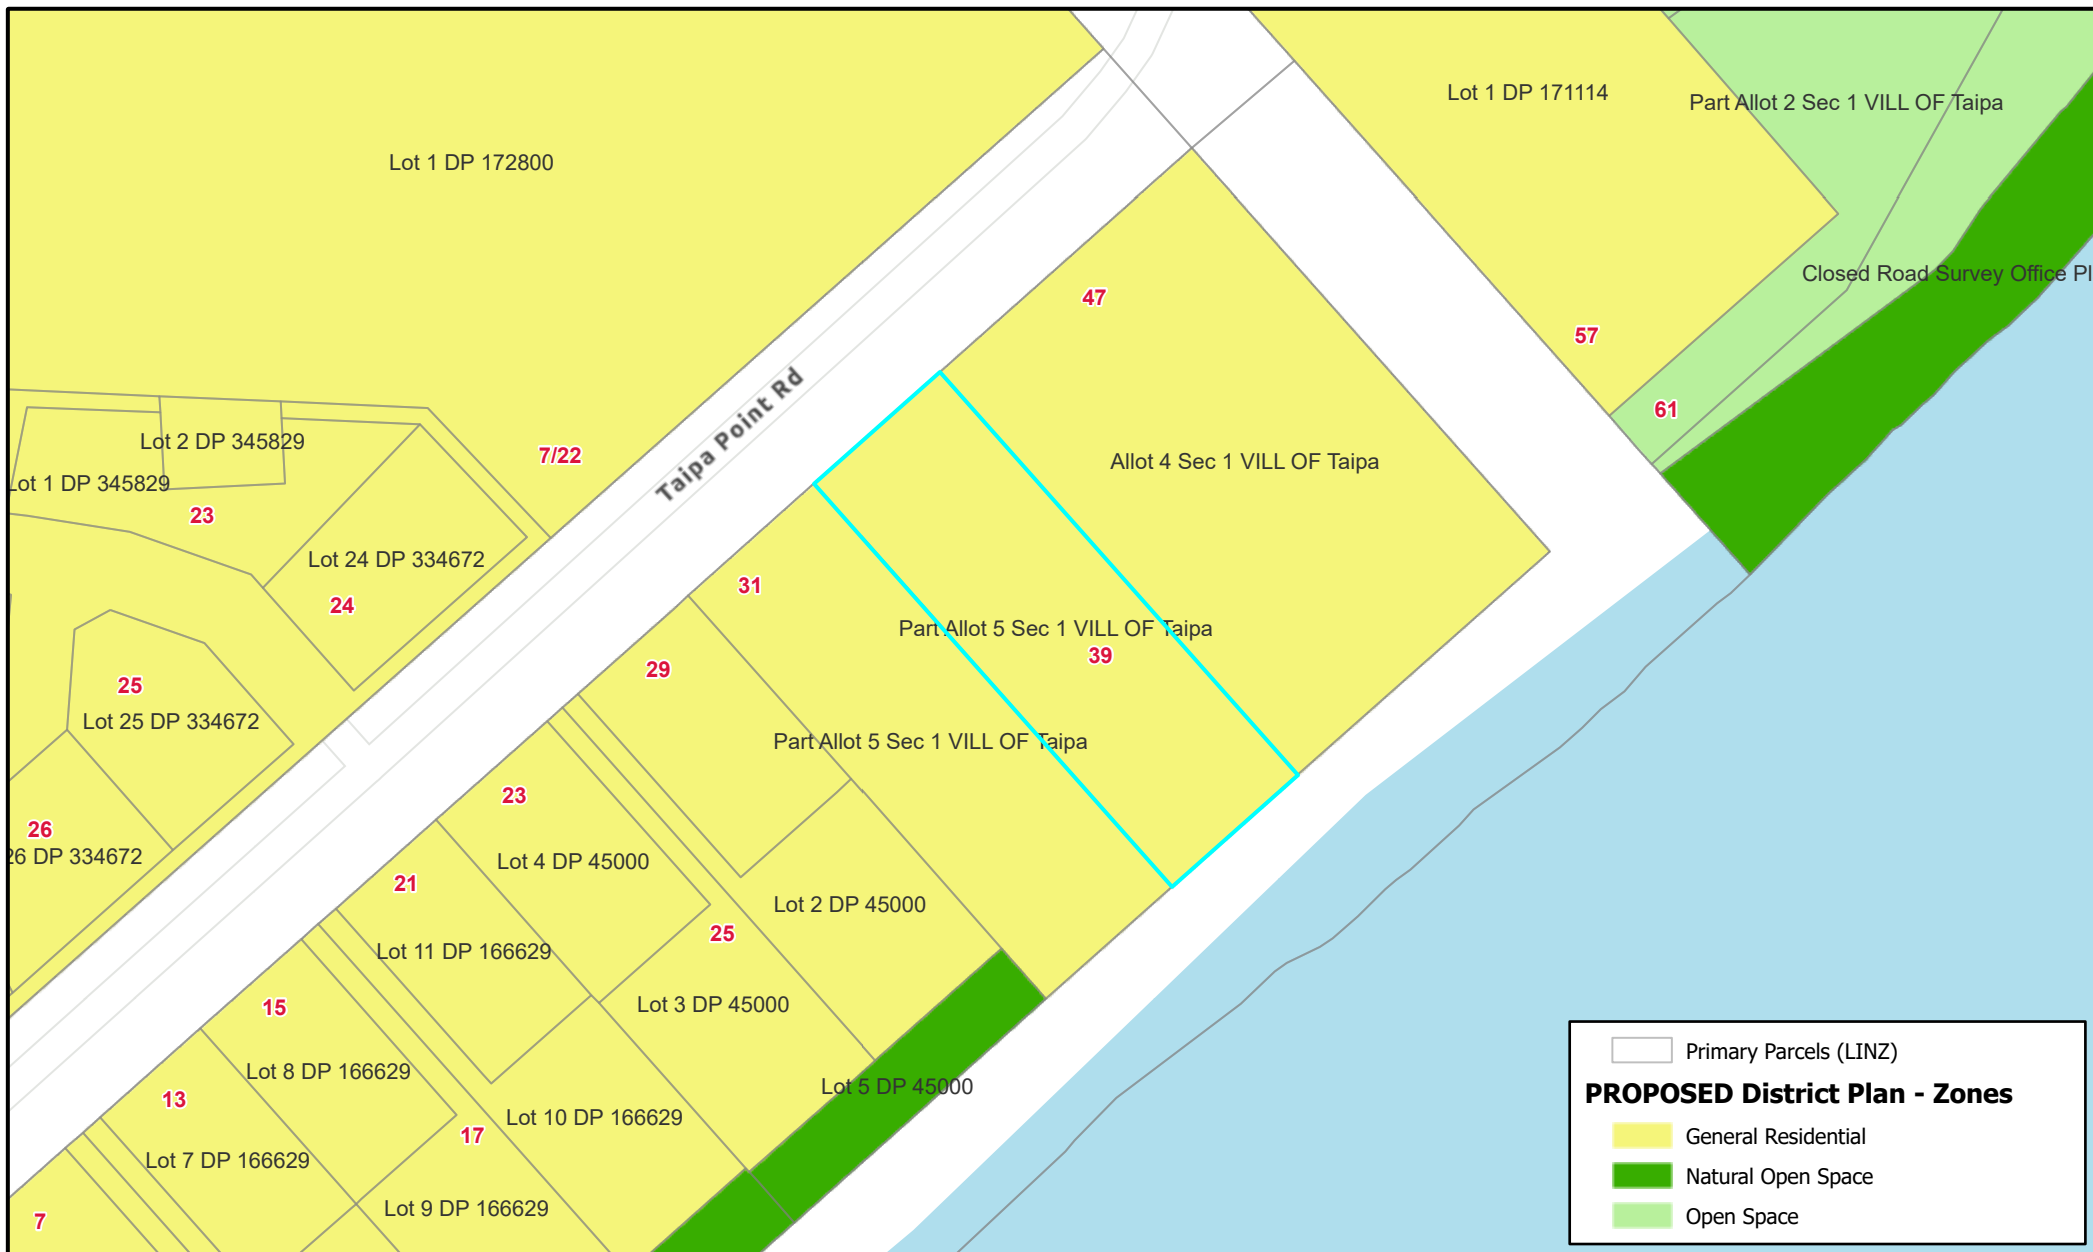 Lot 1 DP 171114
Part Allot 2 Sec 1 VILL OF Taipa
Lot 1 DP 172800
Closed Road Survey Office Pl
47
57
61
Taipa Point Rd
Lot 2 DP 345829
7/22
Allot 4 Sec 1 VILL OF Taipa
Lot 1 DP 345829
23
Lot 24 DP 334672
24
31
Part Allot 5 Sec 1 VILL OF Taipa
39
29
25
Lot 25 DP 334672
Part Allot 5 Sec 1 VILL OF Taipa
23
26
26 DP 334672
Lot 4 DP 45000
21
Lot 2 DP 45000
25
Lot 11 DP 166629
Lot 3 DP 45000
15
Lot 8 DP 166629
Lot 5 DP 45000
13
Lot 10 DP 166629
17
Lot 7 DP 166629
Lot 9 DP 166629
7
Primary Parcels (LINZ)
PROPOSED District Plan - Zones
General Residential
Natural Open Space
Open Space